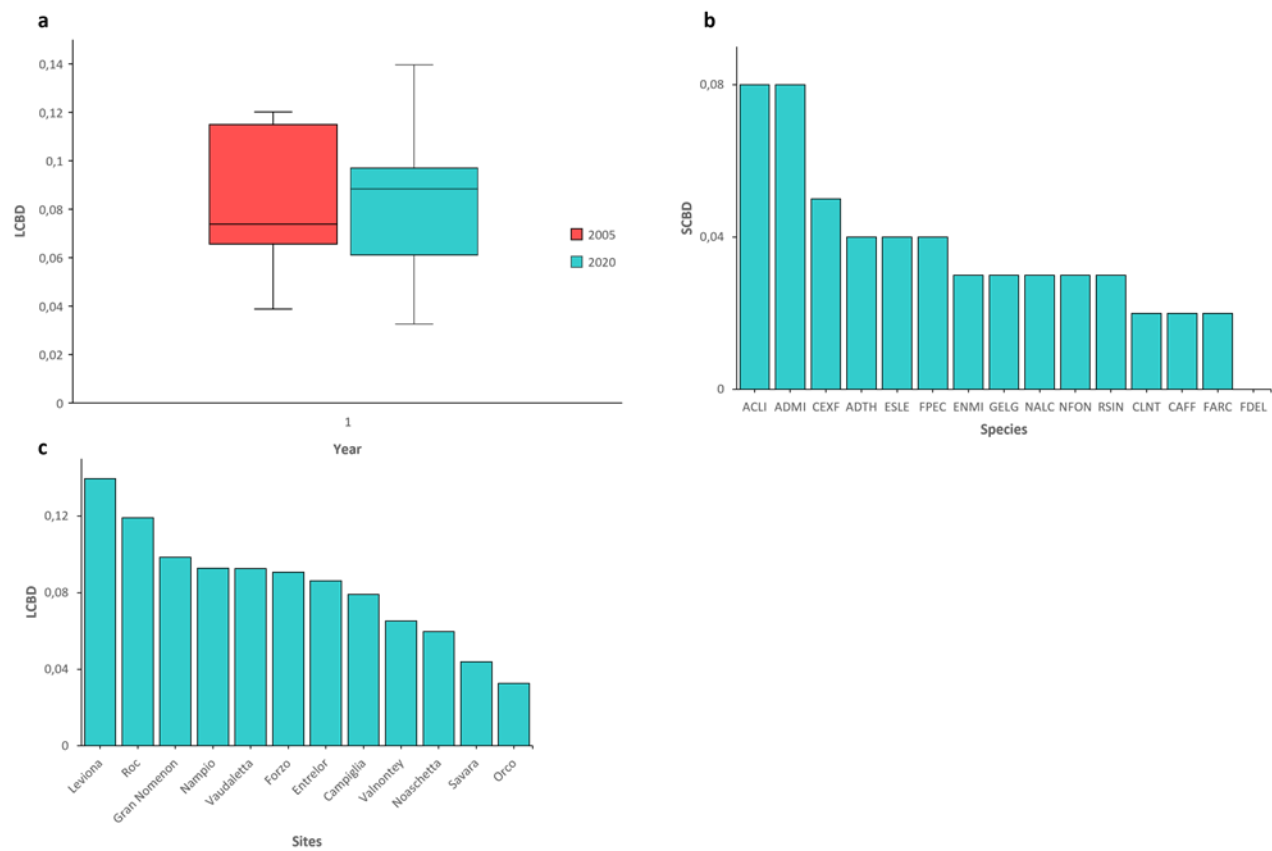 a
0,14
0,12
0,1
0,08
0,06
0,04
0,02
0
LCBD
1
Year
2005
2020
b
0,08
0,04
0
SCBD
ACLI ADMI CEXF ADTH ESLE FPEC ENMI GELG NALC NFON RSIN CLNT CAFF FARC FDEL
Species
c
0,12
0,08
0,04
0
LCBD
Leviona
Roc
Gran Nomenon
Nampio
Vaudaletta
Forzo
Entrelor
Campiglia
Valnontey
Noaschetta
Savara
Orco
Sites